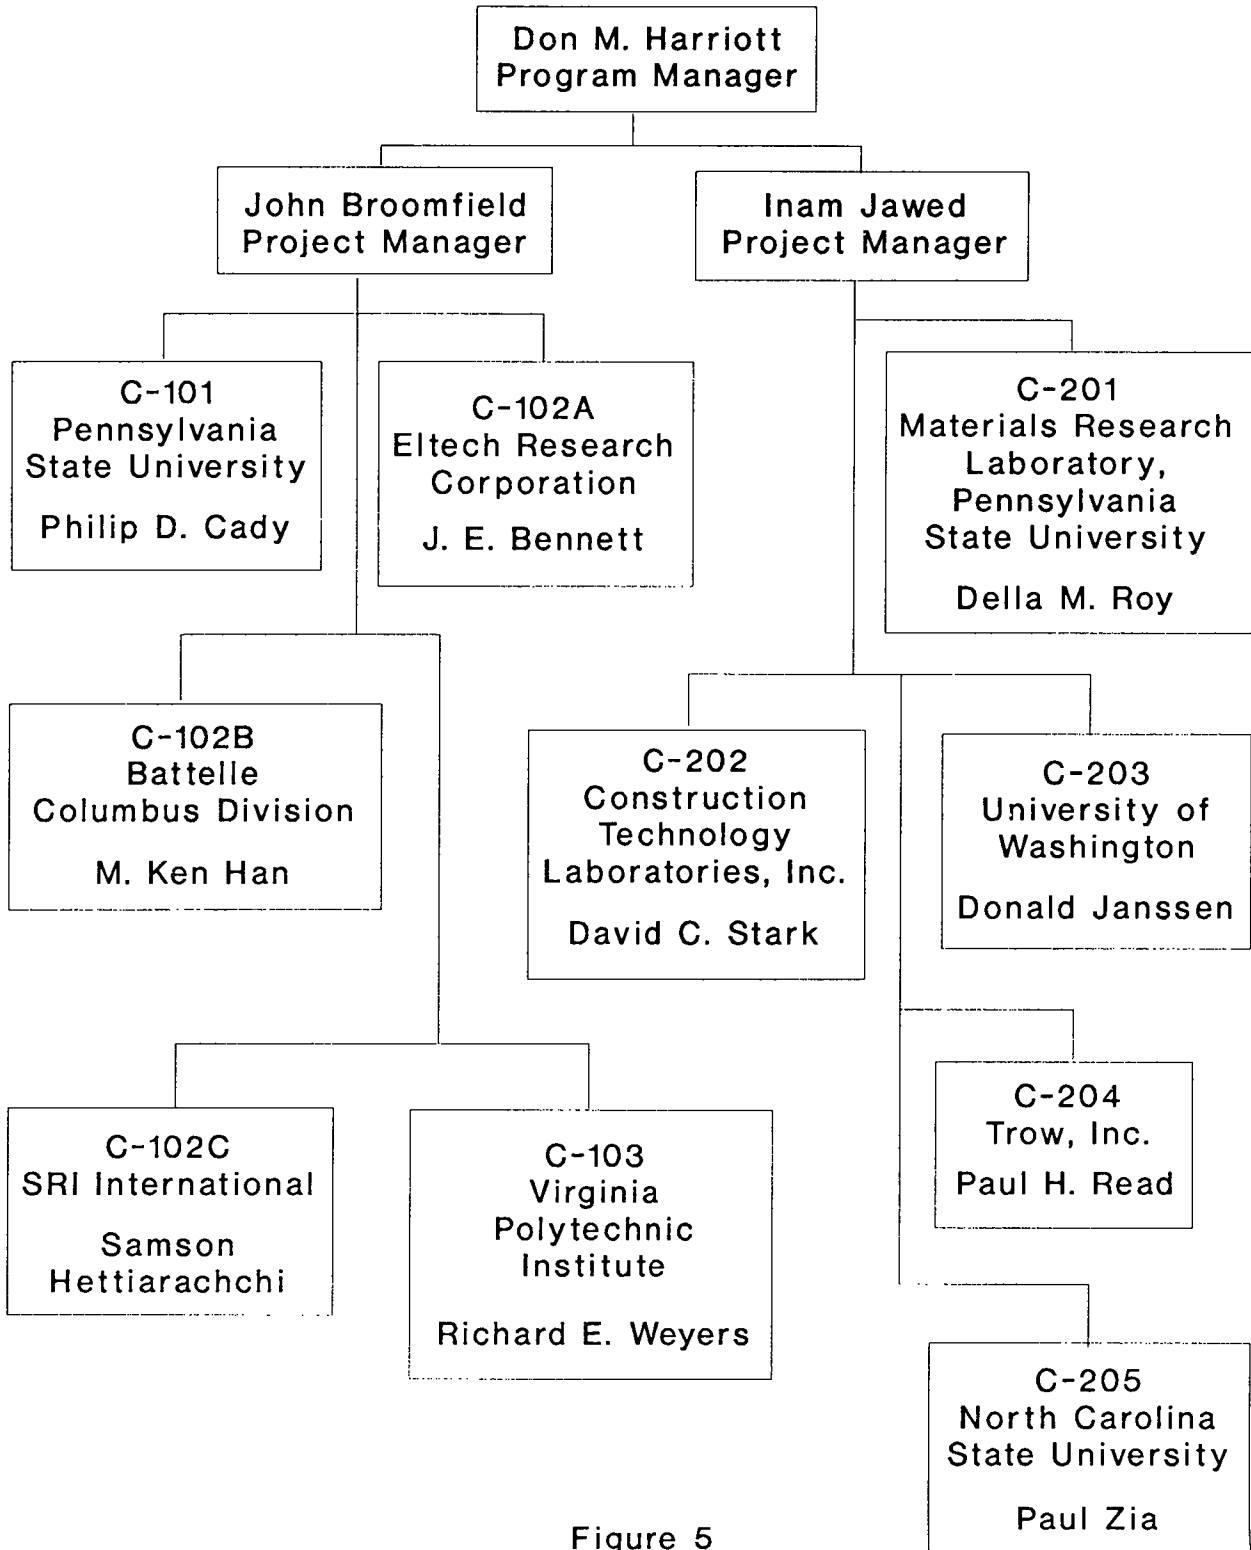 Don M. Harriott
Program Manager
John Broomfield
Project Manager
Inam Jawed
Project Manager
C-101
Pennsylvania
State University
Philip D. Cady
C-102A
Eltech Research
Corporation
J. E. Bennett
C-201
Materials Research
Laboratory,
Pennsylvania
State University
Della M. Roy
C-102B
Battelle
Columbus Division
M. Ken Han
C-202
Construction
Technology
Laboratories, Inc.
David C. Stark
C-203
University of
Washington
Donald Janssen
C-102C
SRI International
Samson
Hettiarachchi
C-103
Virginia
Polytechnic
Institute
Richard E. Weyers
C-204
Trow, Inc.
Paul H. Read
C-205
North Carolina
State University
Paul Zia
Figure 5